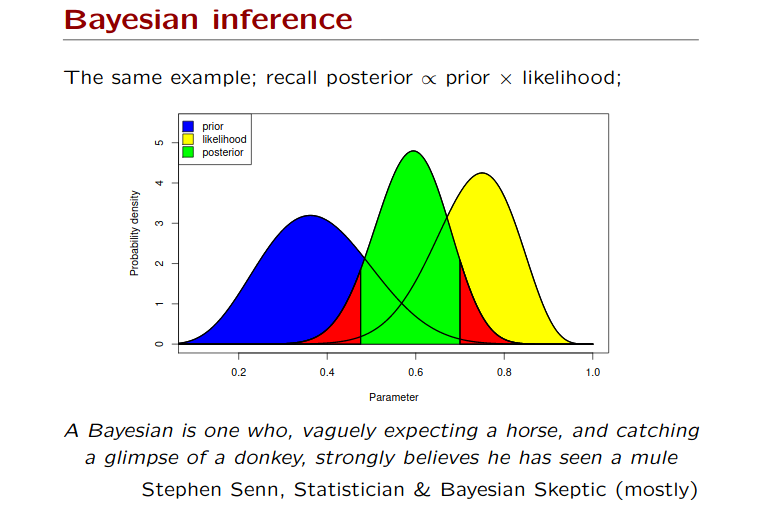 Bayesian inference
The same example; recall posterior ∝ prior × likelihood;
prior
likelihood
posterior
Probability density
5
4
3
2
1
0
0.2 0.4 0.6 0.8 1.0
Parameter
A Bayesian is one who, vaguely expecting a horse, and catching
a glimpse of a donkey, strongly believes he has seen a mule
Stephen Senn, Statistician & Bayesian Skeptic (mostly)